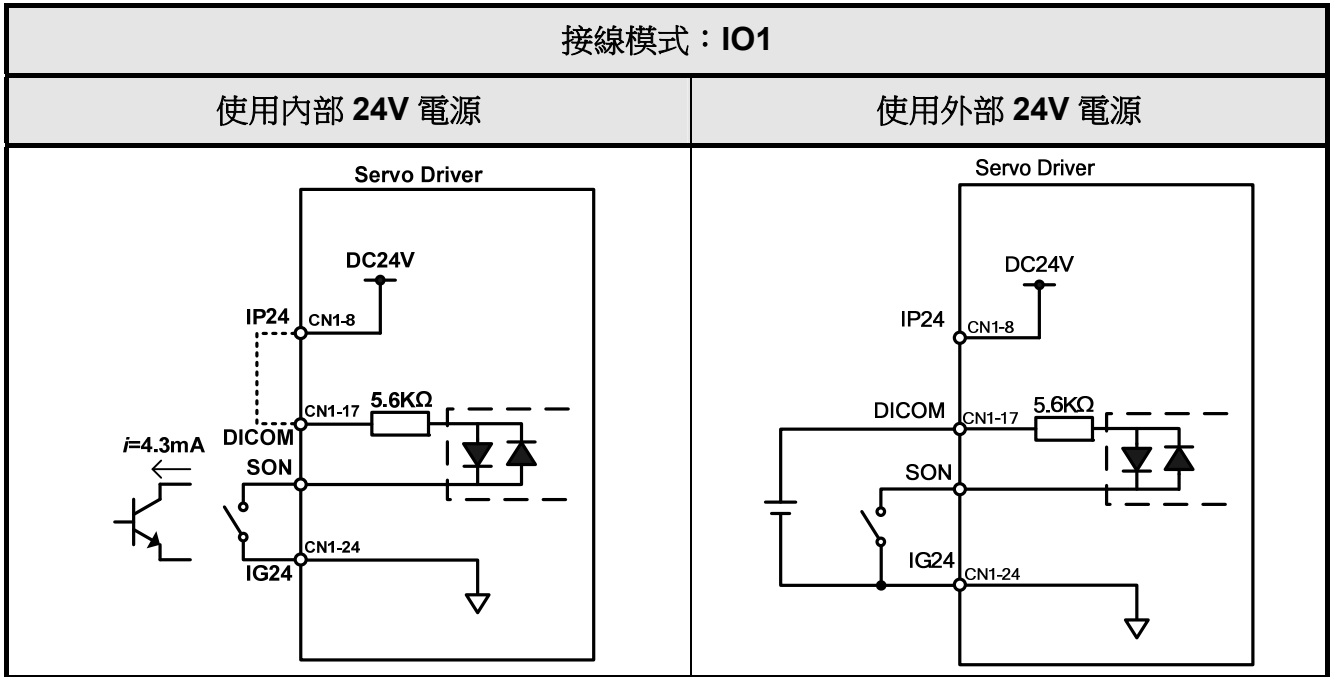 接線模式：IO1
使用內部 24V 電源
使用外部 24V 電源
Servo Driver
DC24V
IP24
CN1-8
CN1-17
5.6KΩ
DICOM
i=4.3mA
SON
CN1-24
IG24
Servo Driver
DC24V
IP24
CN1-8
DICOM
CN1-17
5.6KΩ
SON
IG24
CN1-24